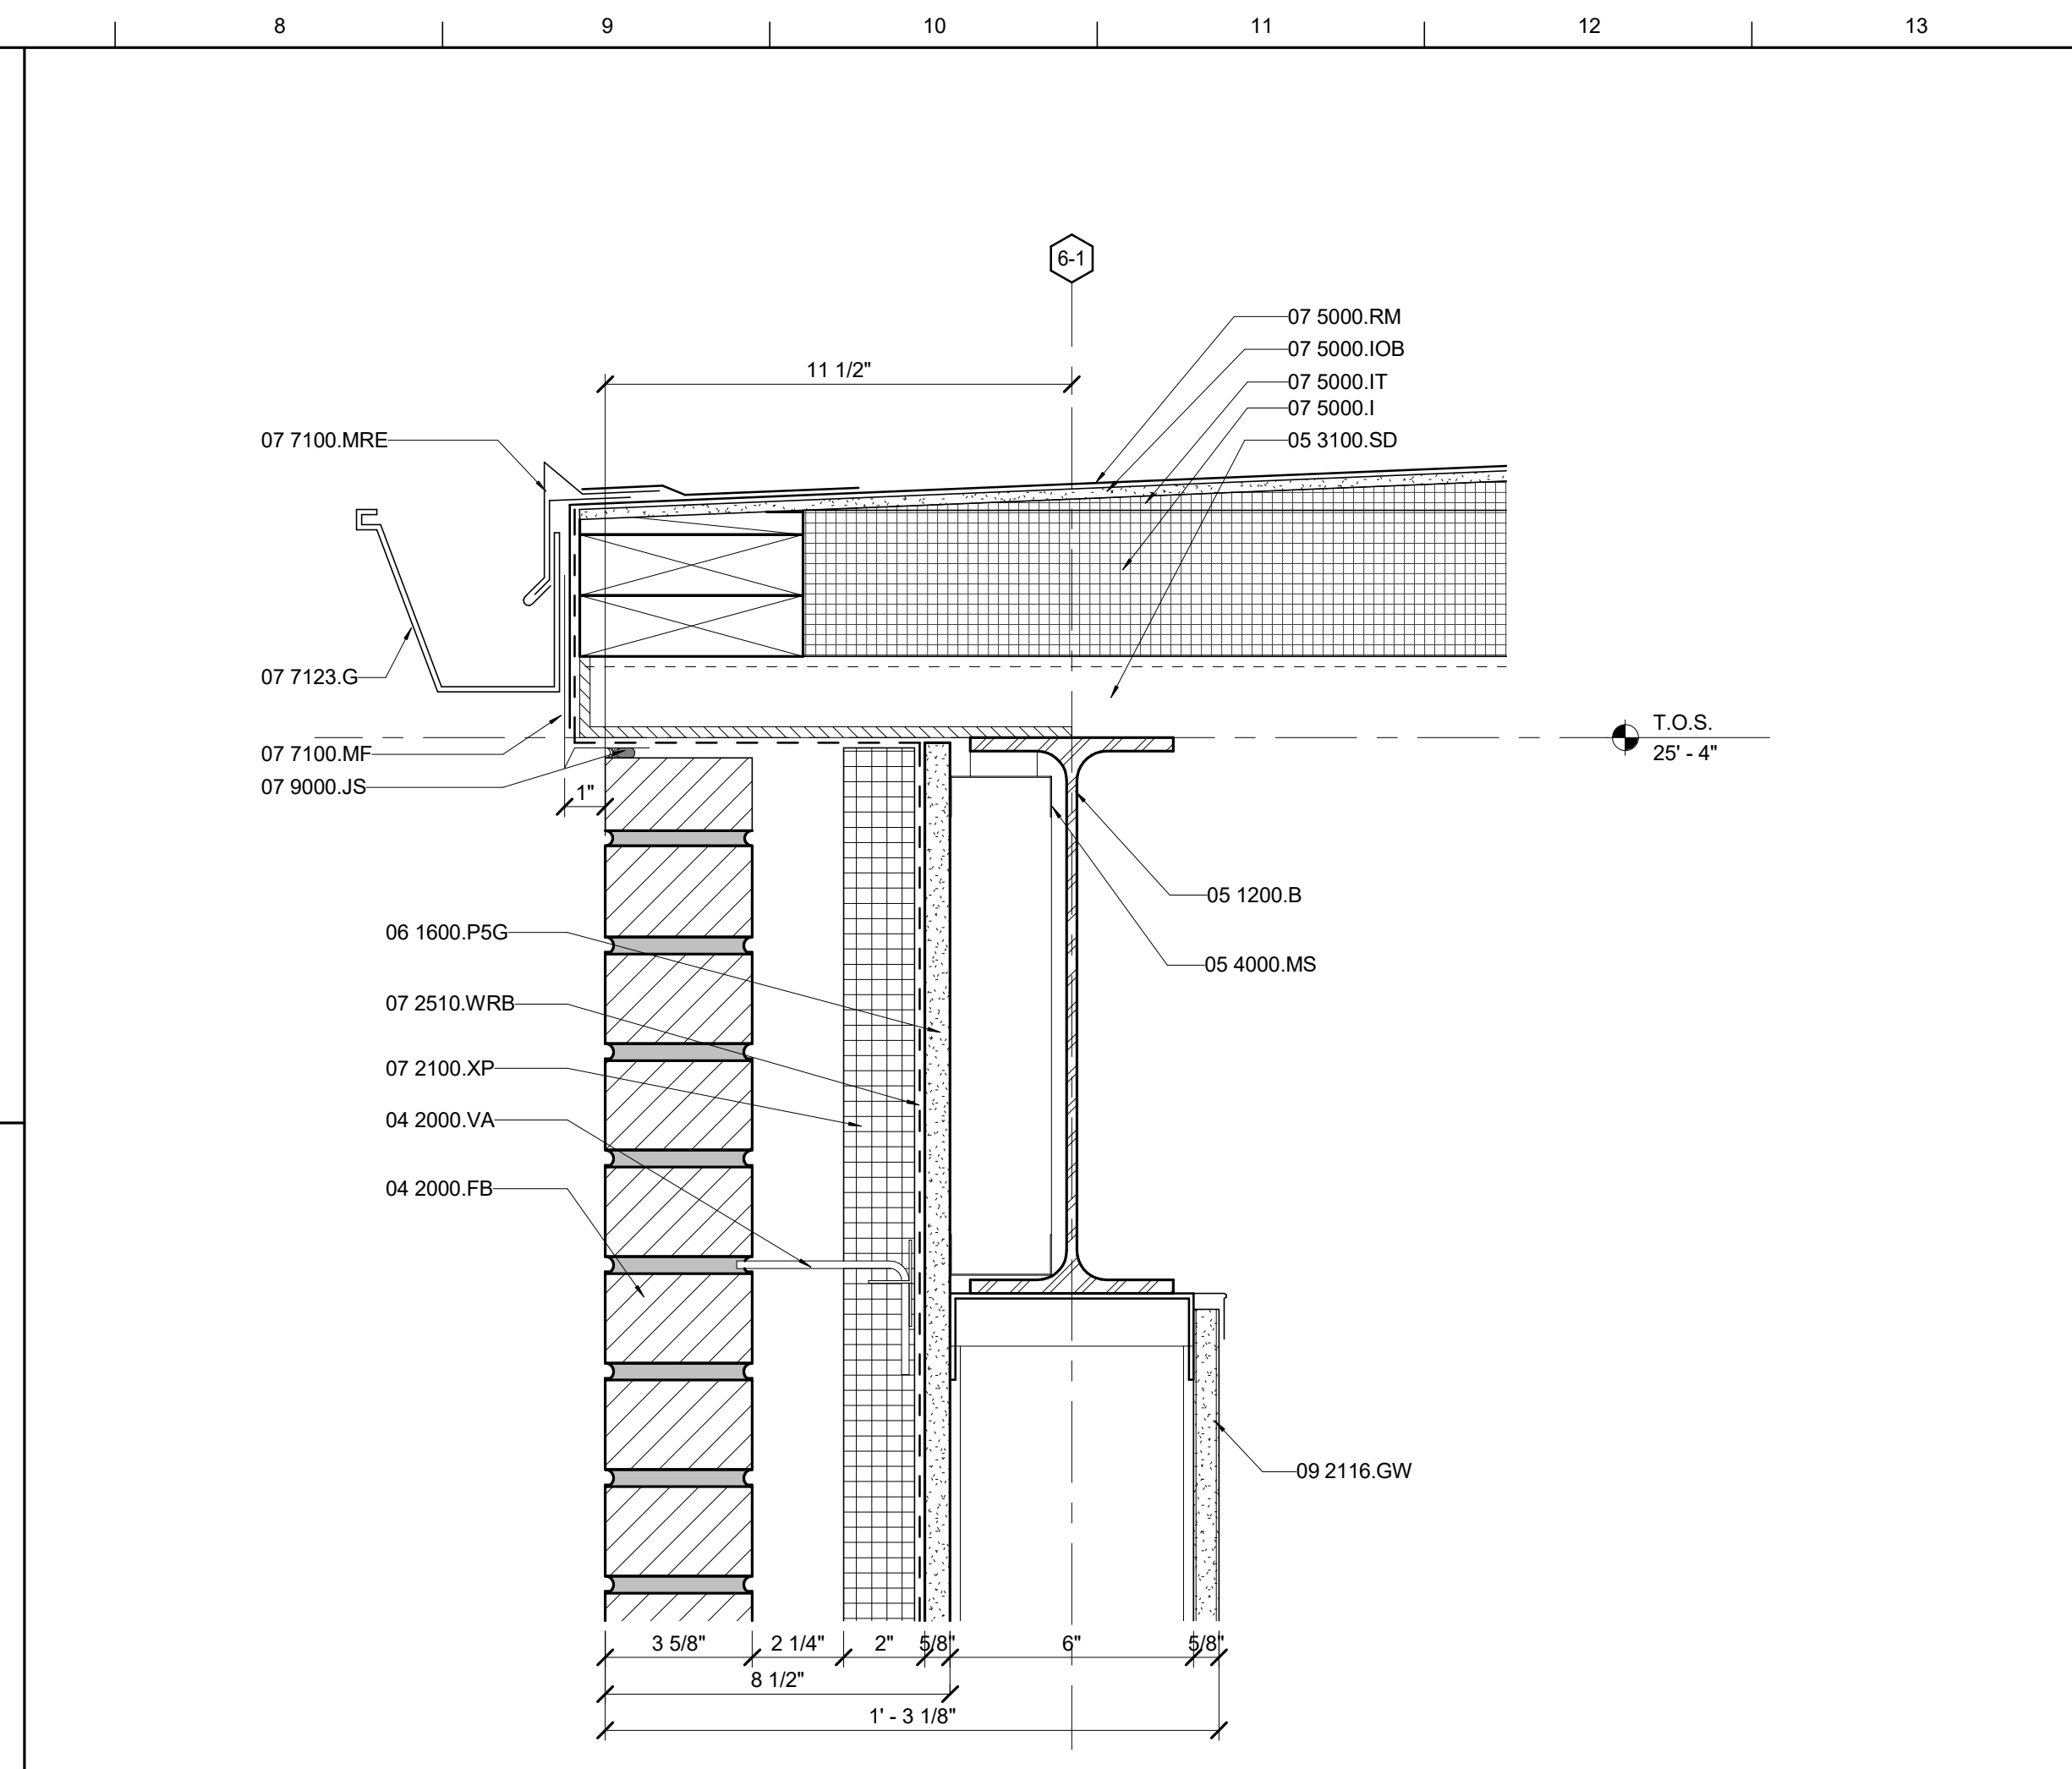 8 9 10 11 12 13
6-1
07 5000.RM
07 5000.IOB
11 1/2"
07 5000.IT
07 5000.I
07 7100.MRE
05 3100.SD
07 7123.G
T.O.S.
25' - 4"
07 7100.MF
07 9000.JS
1"
05 1200.B
06 1600.P5G
05 4000.MS
07 2510.WRB
07 2100.XP
04 2000.VA
04 2000.FB
09 2116.GW
3 5/8" 2 1/4" 2" 5/8" 6" 5/8"
8 1/2"
1' - 3 1/8"